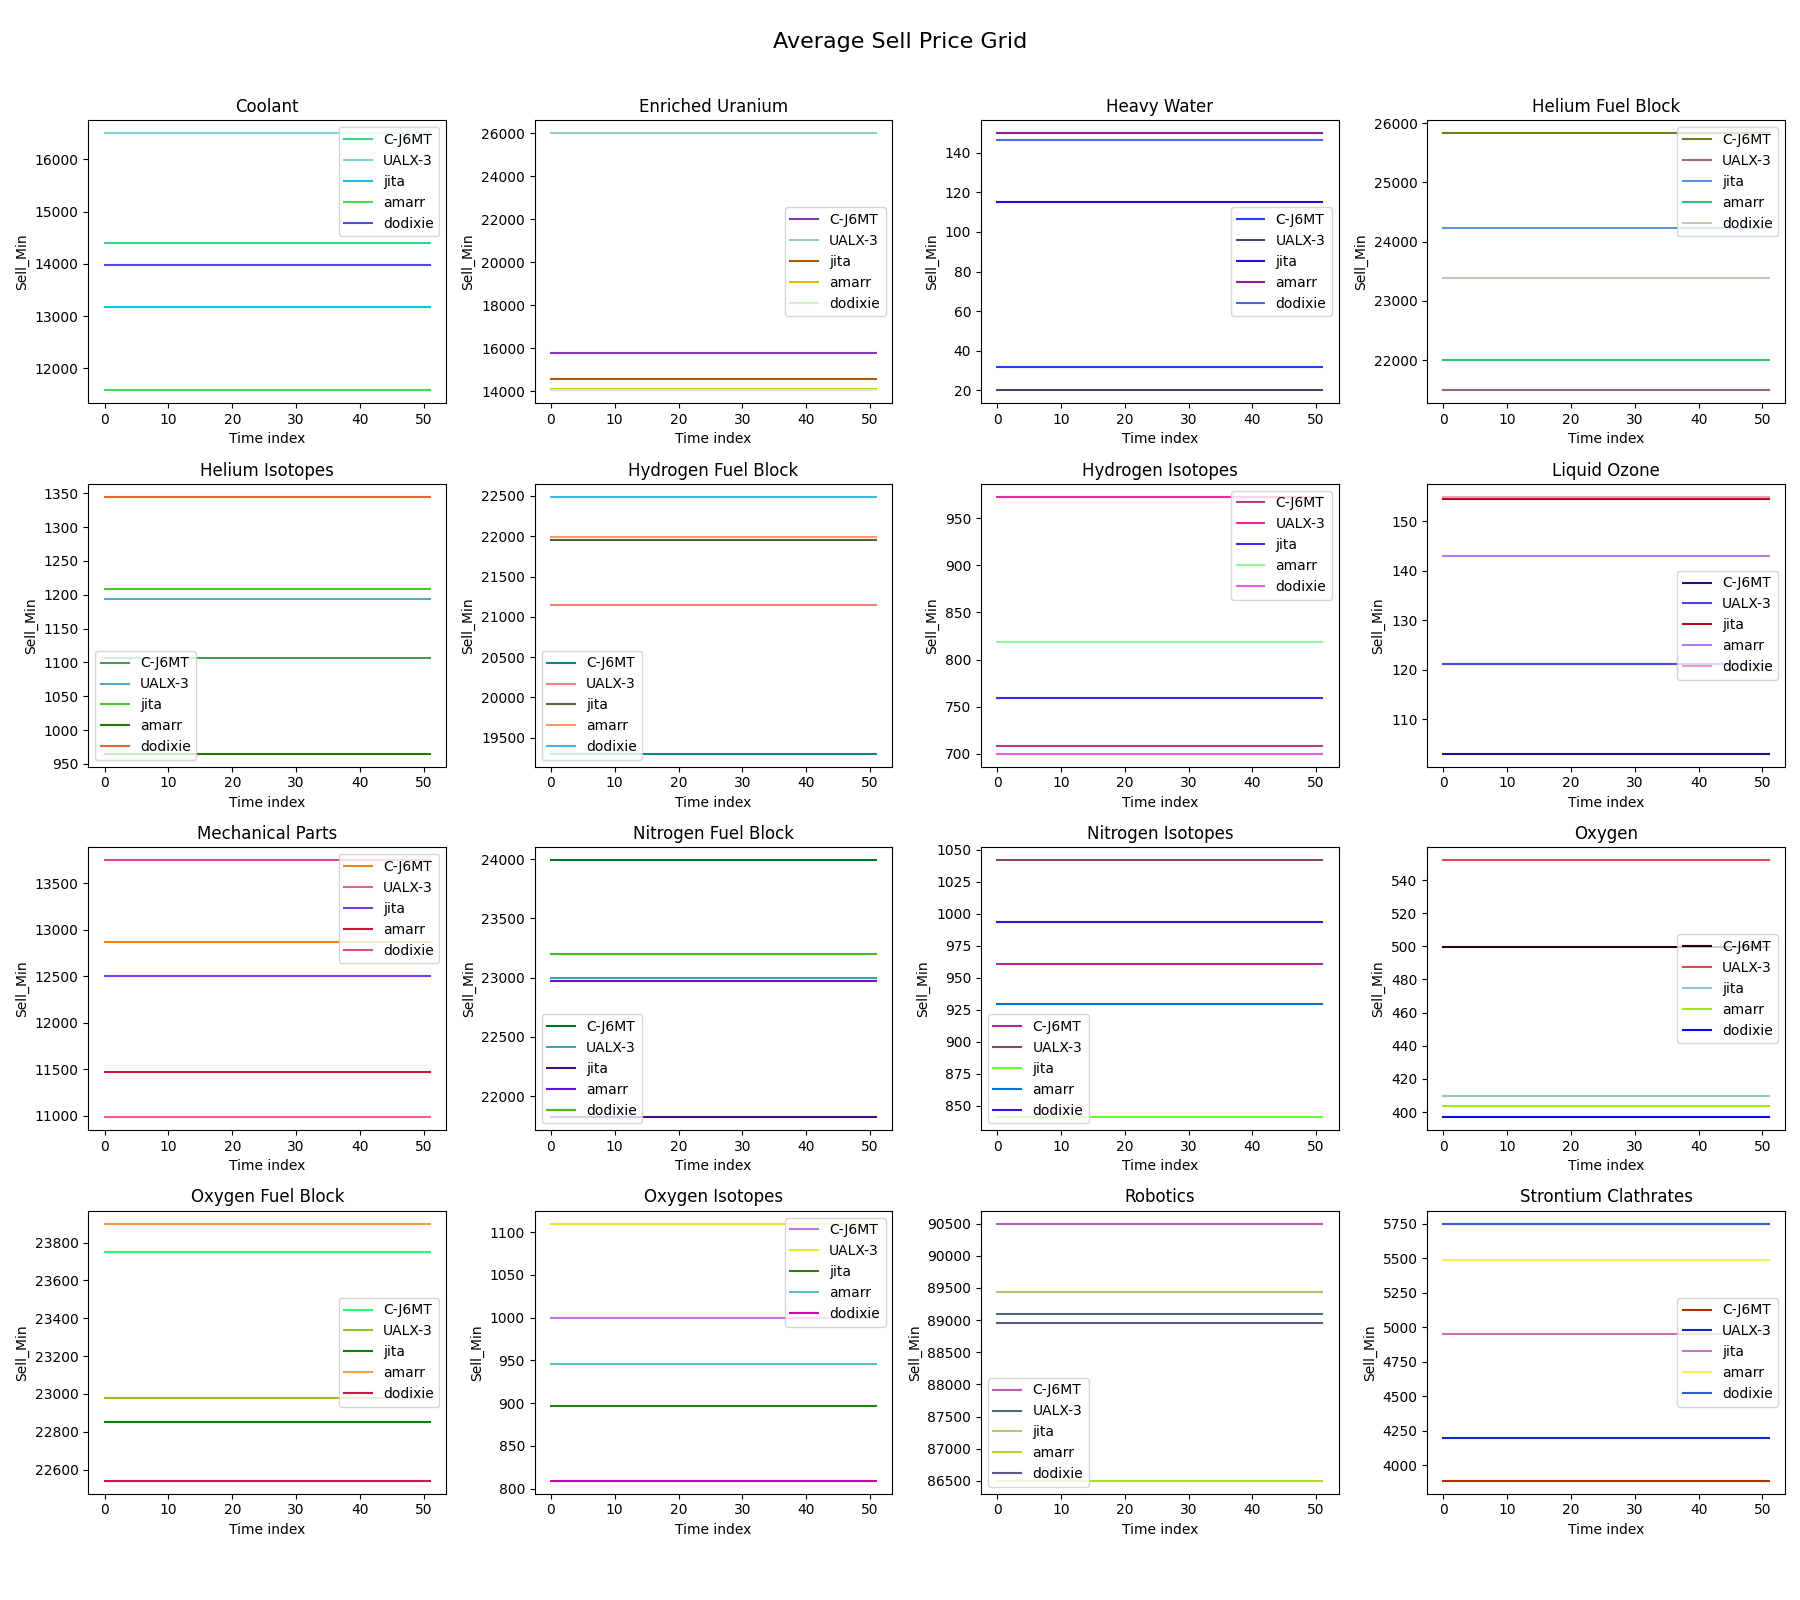 Average Sell Price Grid
Coolant
Sell_Min
16000
15000
14000
13000
12000
C-J6MT
UALX-3
jita
amarr
dodixie
0 10 20 30 40 50
Time index
Enriched Uranium
Sell_Min
26000
24000
22000
20000
18000
16000
14000
C-J6MT
UALX-3
jita
amarr
dodixie
0 10 20 30 40 50
Time index
Heavy Water
Sell_Min
140
120
100
80
60
40
20
C-J6MT
UALX-3
jita
amarr
dodixie
0 10 20 30 40 50
Time index
Helium Fuel Block
Sell_Min
26000
25000
24000
23000
22000
C-J6MT
UALX-3
jita
amarr
dodixie
0 10 20 30 40 50
Time index
Helium Isotopes
Sell_Min
1350
1300
1250
1200
1150
1100
1050
1000
950
C-J6MT
UALX-3
jita
amarr
dodixie
0 10 20 30 40 50
Time index
Hydrogen Fuel Block
Sell_Min
22500
22000
21500
21000
20500
20000
19500
C-J6MT
UALX-3
jita
amarr
dodixie
0 10 20 30 40 50
Time index
Hydrogen Isotopes
Sell_Min
950
900
850
800
750
700
C-J6MT
UALX-3
jita
amarr
dodixie
0 10 20 30 40 50
Time index
Liquid Ozone
Sell_Min
150
140
130
120
110
C-J6MT
UALX-3
jita
amarr
dodixie
0 10 20 30 40 50
Time index
Mechanical Parts
Sell_Min
13500
13000
12500
12000
11500
11000
C-J6MT
UALX-3
jita
amarr
dodixie
0 10 20 30 40 50
Time index
Nitrogen Fuel Block
Sell_Min
24000
23500
23000
22500
22000
C-J6MT
UALX-3
jita
amarr
dodixie
0 10 20 30 40 50
Time index
Nitrogen Isotopes
Sell_Min
1050
1025
1000
975
950
925
900
875
850
C-J6MT
UALX-3
jita
amarr
dodixie
0 10 20 30 40 50
Time index
Oxygen
Sell_Min
540
520
500
480
460
440
420
400
C-J6MT
UALX-3
jita
amarr
dodixie
0 10 20 30 40 50
Time index
Oxygen Fuel Block
Sell_Min
23800
23600
23400
23200
23000
22800
22600
C-J6MT
UALX-3
jita
amarr
dodixie
0 10 20 30 40 50
Time index
Oxygen Isotopes
Sell_Min
1100
1050
1000
950
900
850
800
C-J6MT
UALX-3
jita
amarr
dodixie
0 10 20 30 40 50
Time index
Robotics
Sell_Min
90500
90000
89500
89000
88500
88000
87500
87000
86500
C-J6MT
UALX-3
jita
amarr
dodixie
0 10 20 30 40 50
Time index
Strontium Clathrates
Sell_Min
5750
5500
5250
5000
4750
4500
4250
4000
C-J6MT
UALX-3
jita
amarr
dodixie
0 10 20 30 40 50
Time index